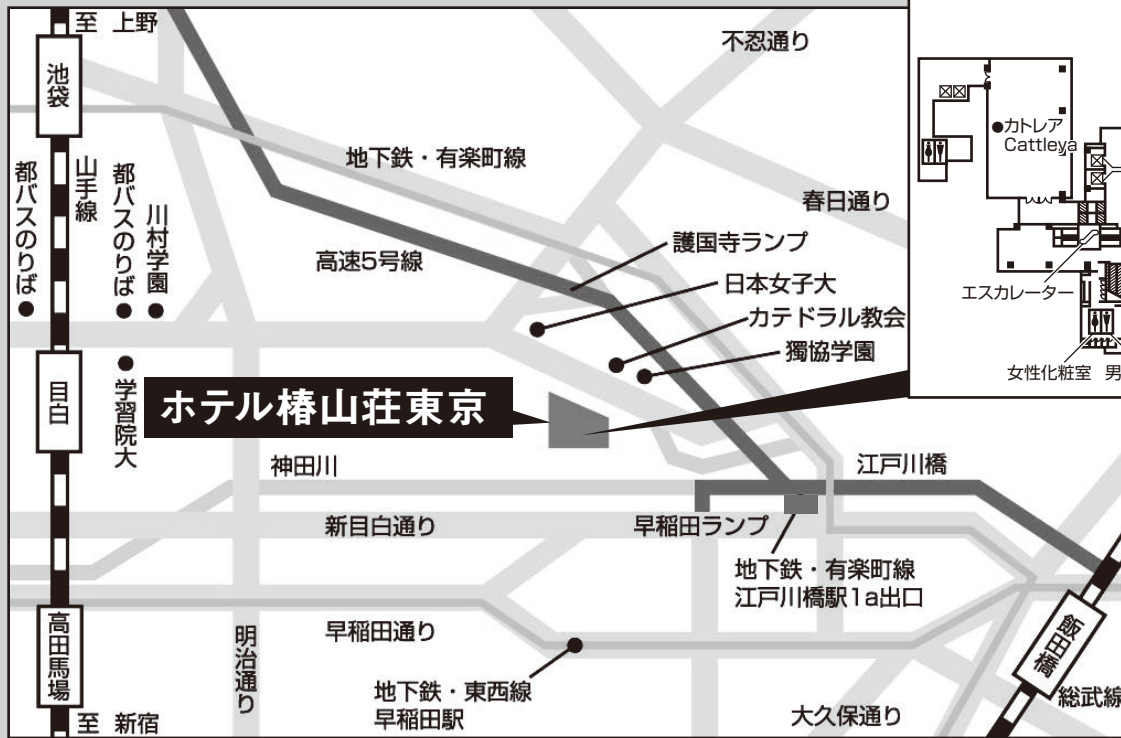 至 上野
池袋
山手線
都バスのりば
都バスのりば
川村学園
目白
学習院大
高田馬場
至 新宿
不忍通り
地下鉄・有楽町線
春日通り
高速5号線
護国寺ランプ
日本女子大
カテドラル教会
獨協学園
ホテル椿山荘東京
神田川
江戸川橋
新目白通り
早稲田ランプ
地下鉄・有楽町線
江戸川橋駅1a出口
早稲田通り
明治通り
地下鉄・東西線
早稲田駅
大久保通り
飯田橋
総武線
カトレア
Cattleya
エスカレーター
女性化粧室 男